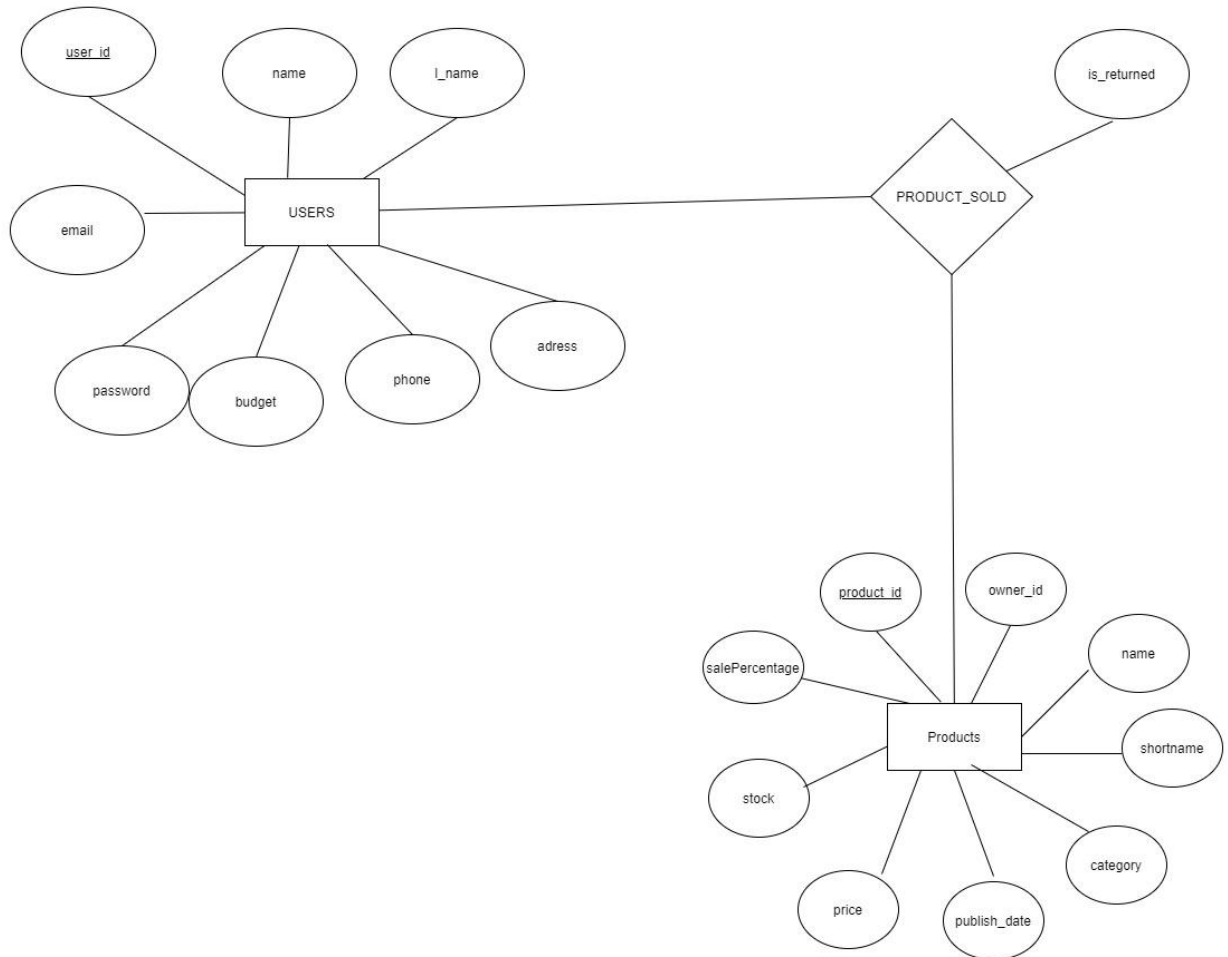 user_id
name
l_name
is_returned
USERS
PRODUCT_SOLD
email
password
budget
phone
adress
product_id
owner_id
salePercentage
name
Products
shortname
stock
category
price
publish_date